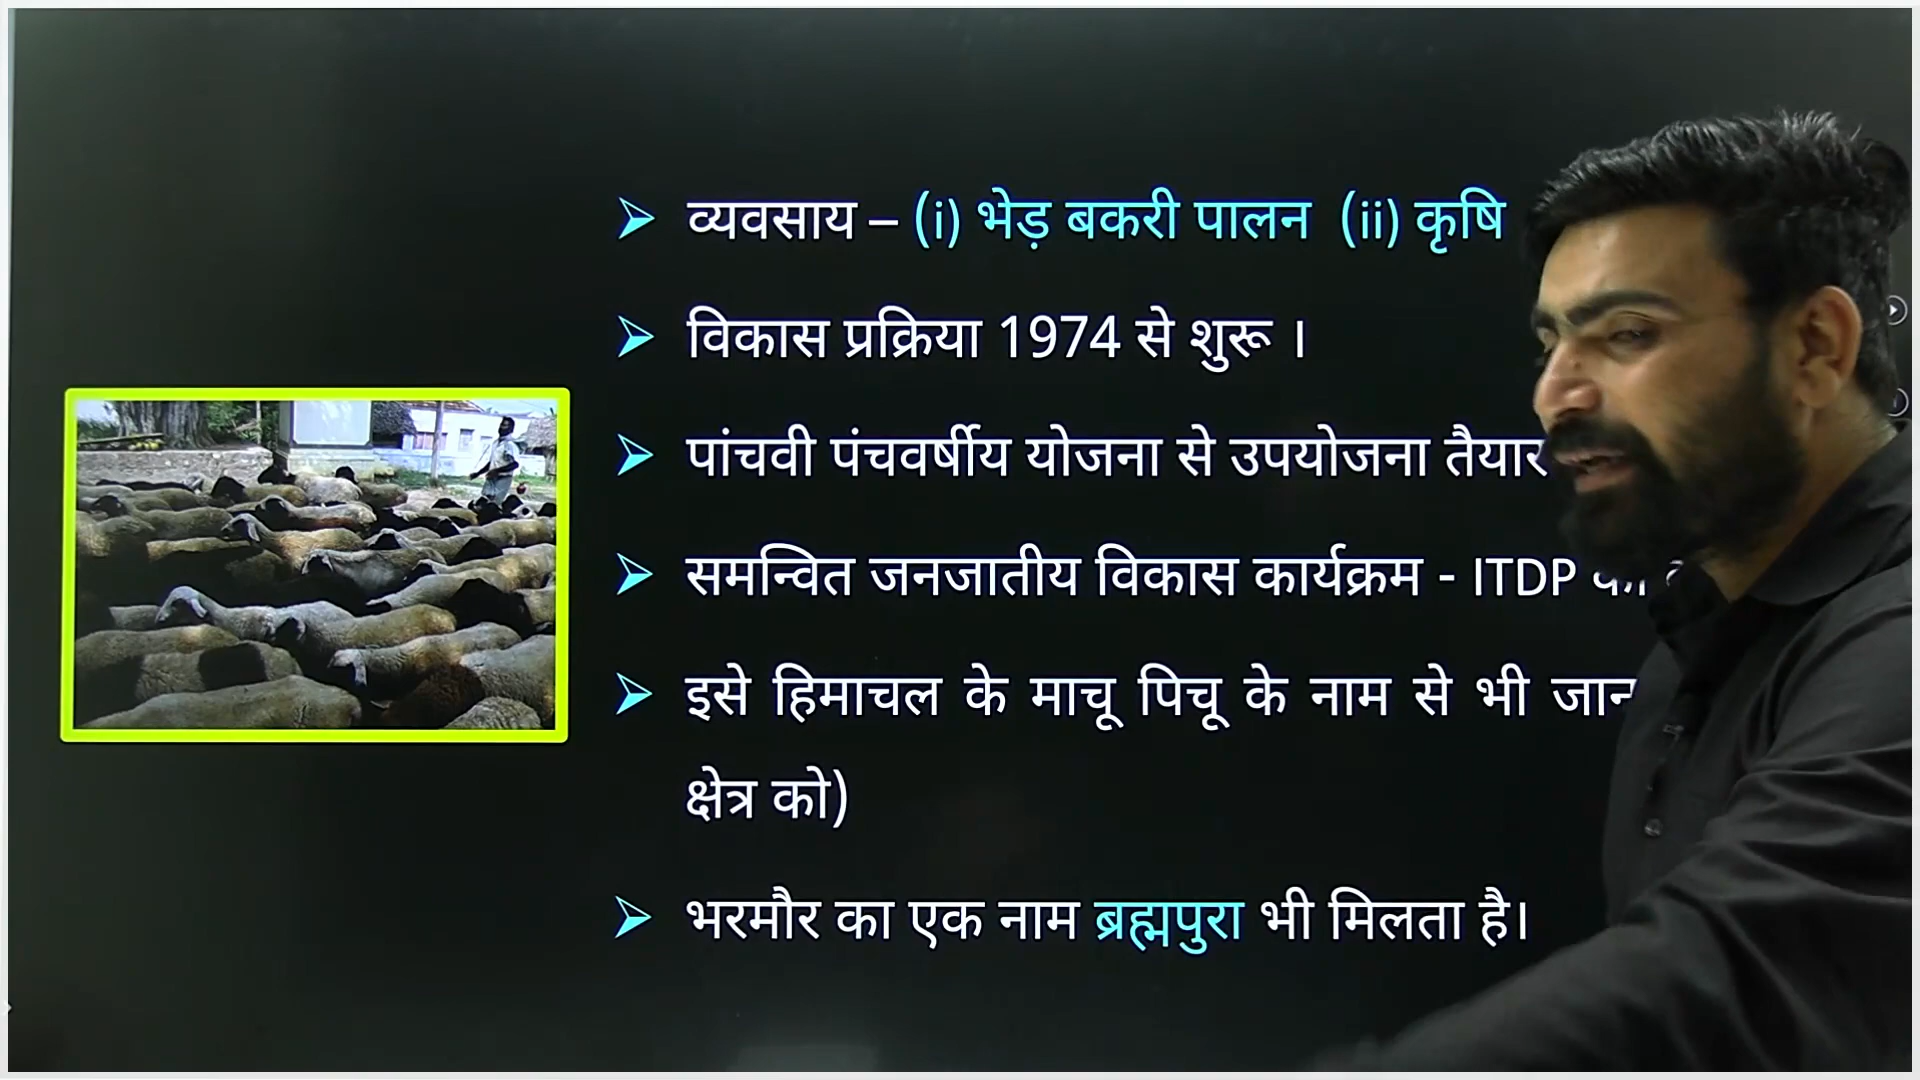 ➢ व्यवसाय – (i) भेड़ बकरी पालन (ii) कृषि
➢ विकास प्रक्रिया 1974 से शुरू ।
➢ पांचवी पंचवर्षीय योजना से उपयोजना तैयार
➢ समन्वित जनजातीय विकास कार्यक्रम - ITDP
➢ इसे हिमाचल के माचू पिचू के नाम से भी
क्षेत्र को)
➢ भरमौर का एक नाम ब्रह्मपुरा भी मिलता है।